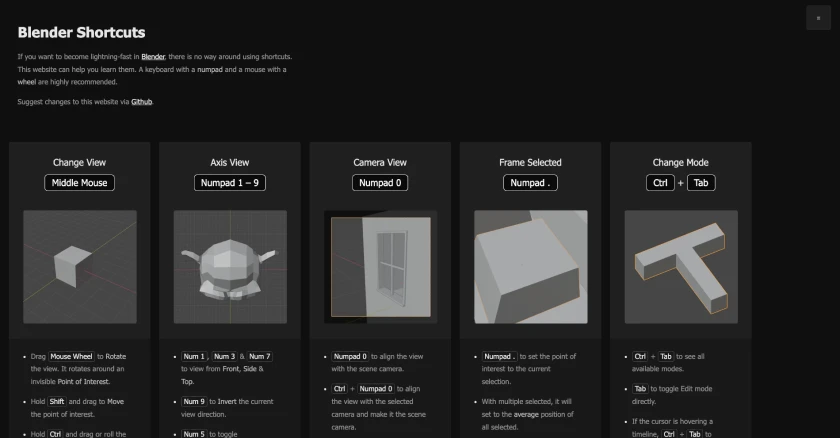 ×
Blender Shortcuts
If you want to become lightning-fast in Blender, there is no way around using shortcuts.
This website can help you learn them. A keyboard with a numpad and a mouse with a
wheel are highly recommended.
Suggest changes to this website via Github.
Change View
Middle Mouse
Drag Mouse Wheel to Rotate
the view. It rotates around an
invisible Point of Interest.
Hold Shift and drag to Move
the point of interest.
Hold Ctrl and drag or roll the
Axis View
Numpad 1 – 9
Num 1 , Num 3 & Num 7
to view from Front, Side &
Top.
Num 9 to Invert the current
view direction.
Num 5 to toggle
Camera View
Numpad 0
Numpad 0 to align the view
with the scene camera.
Ctrl + Numpad 0 to align
the view with the selected
camera and make it the scene
camera.
Frame Selected
Numpad .
Numpad . to set the point of
interest to the current
selection.
With multiple selected, it will
set to the average position of
all selected.
Change Mode
Ctrl + Tab
Ctrl + Tab to see all
available modes.
Tab to toggle Edit mode
directly.
If the cursor is hovering a
timeline, Ctrl + Tab to